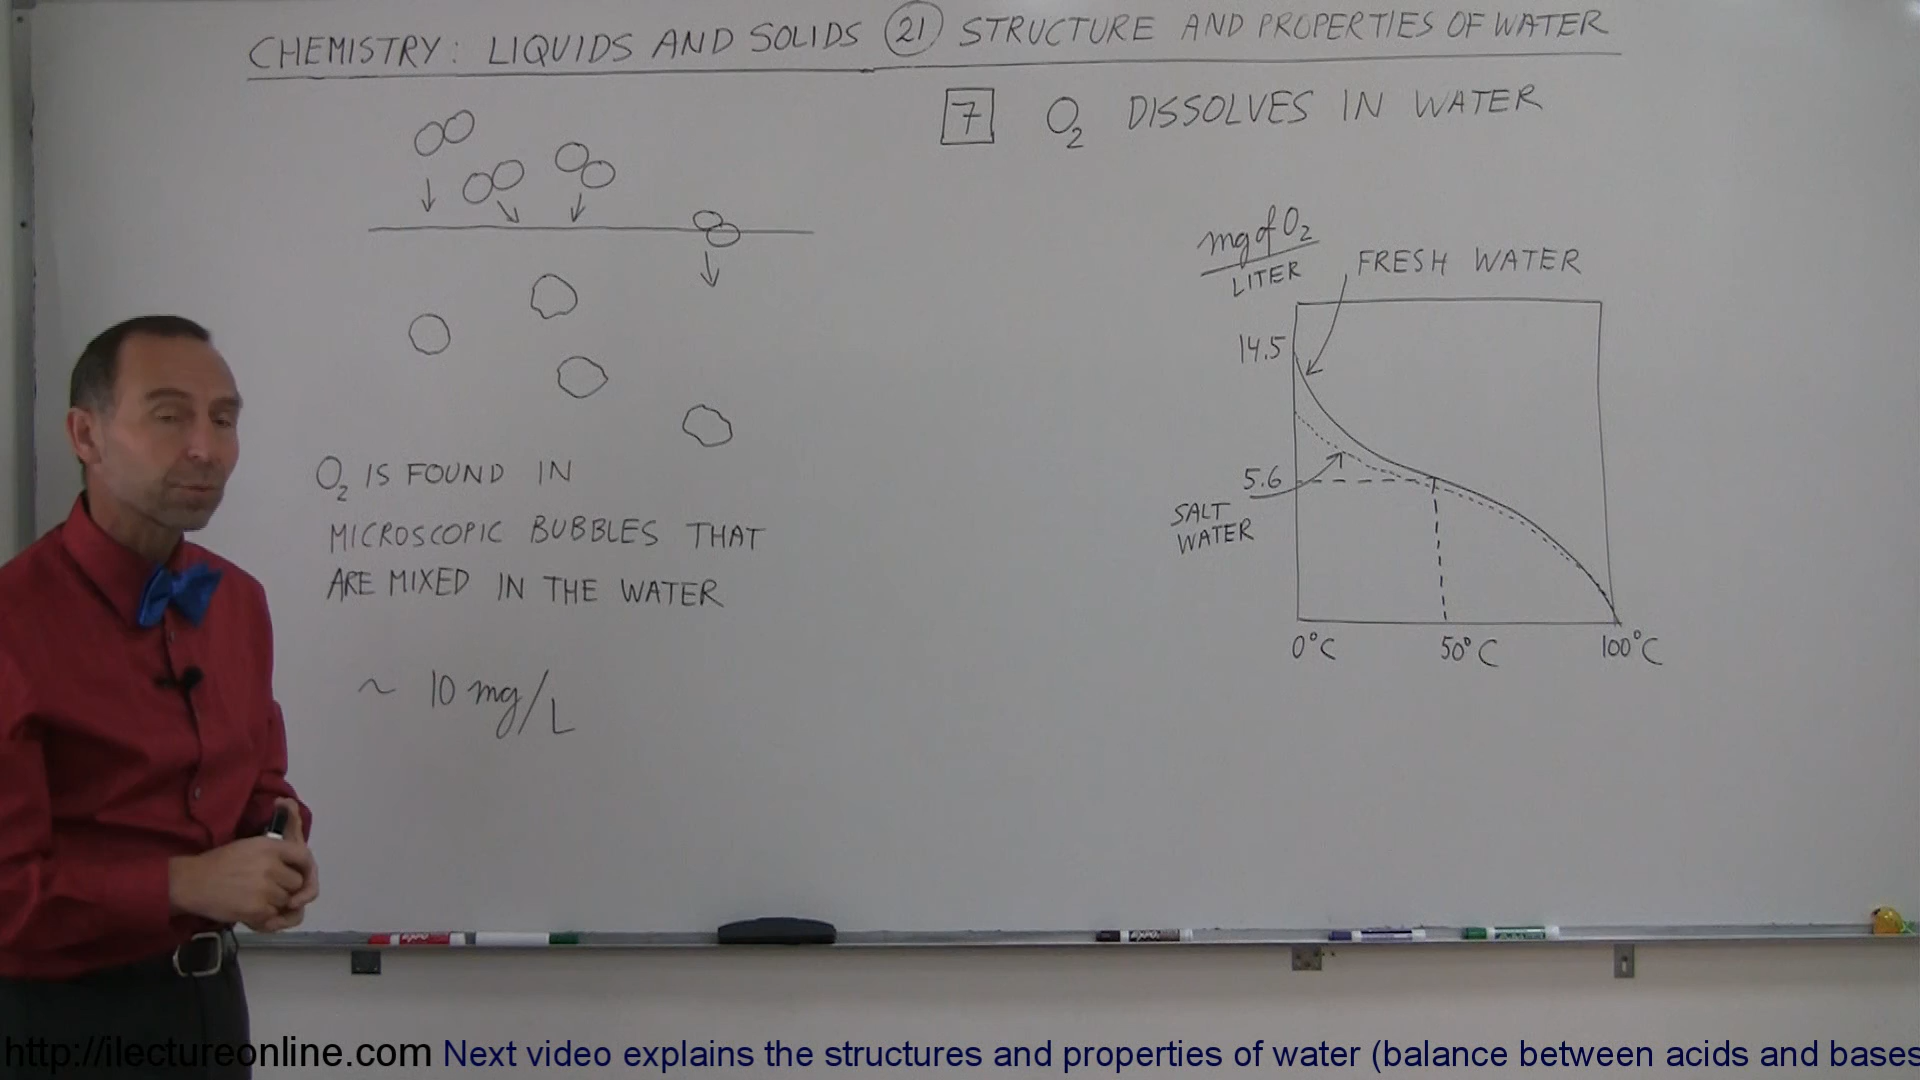 CHEMISTRY: LIQUIDS AND SOLIDS 21 STRUCTURE AND PROPERTIES OF WATER
7 O2 DISSOLVES IN WATER
mg of O2
LITER
FRESH WATER
14.5
5.6
SALT
WATER
0°C 50°C 100°C
O2 IS FOUND IN
MICROSCOPIC BUBBLES THAT
ARE MIXED IN THE WATER
~ 10 mg/L
http://ilectureonline.com Next video explains the structures and properties of water (balance between acids and bases